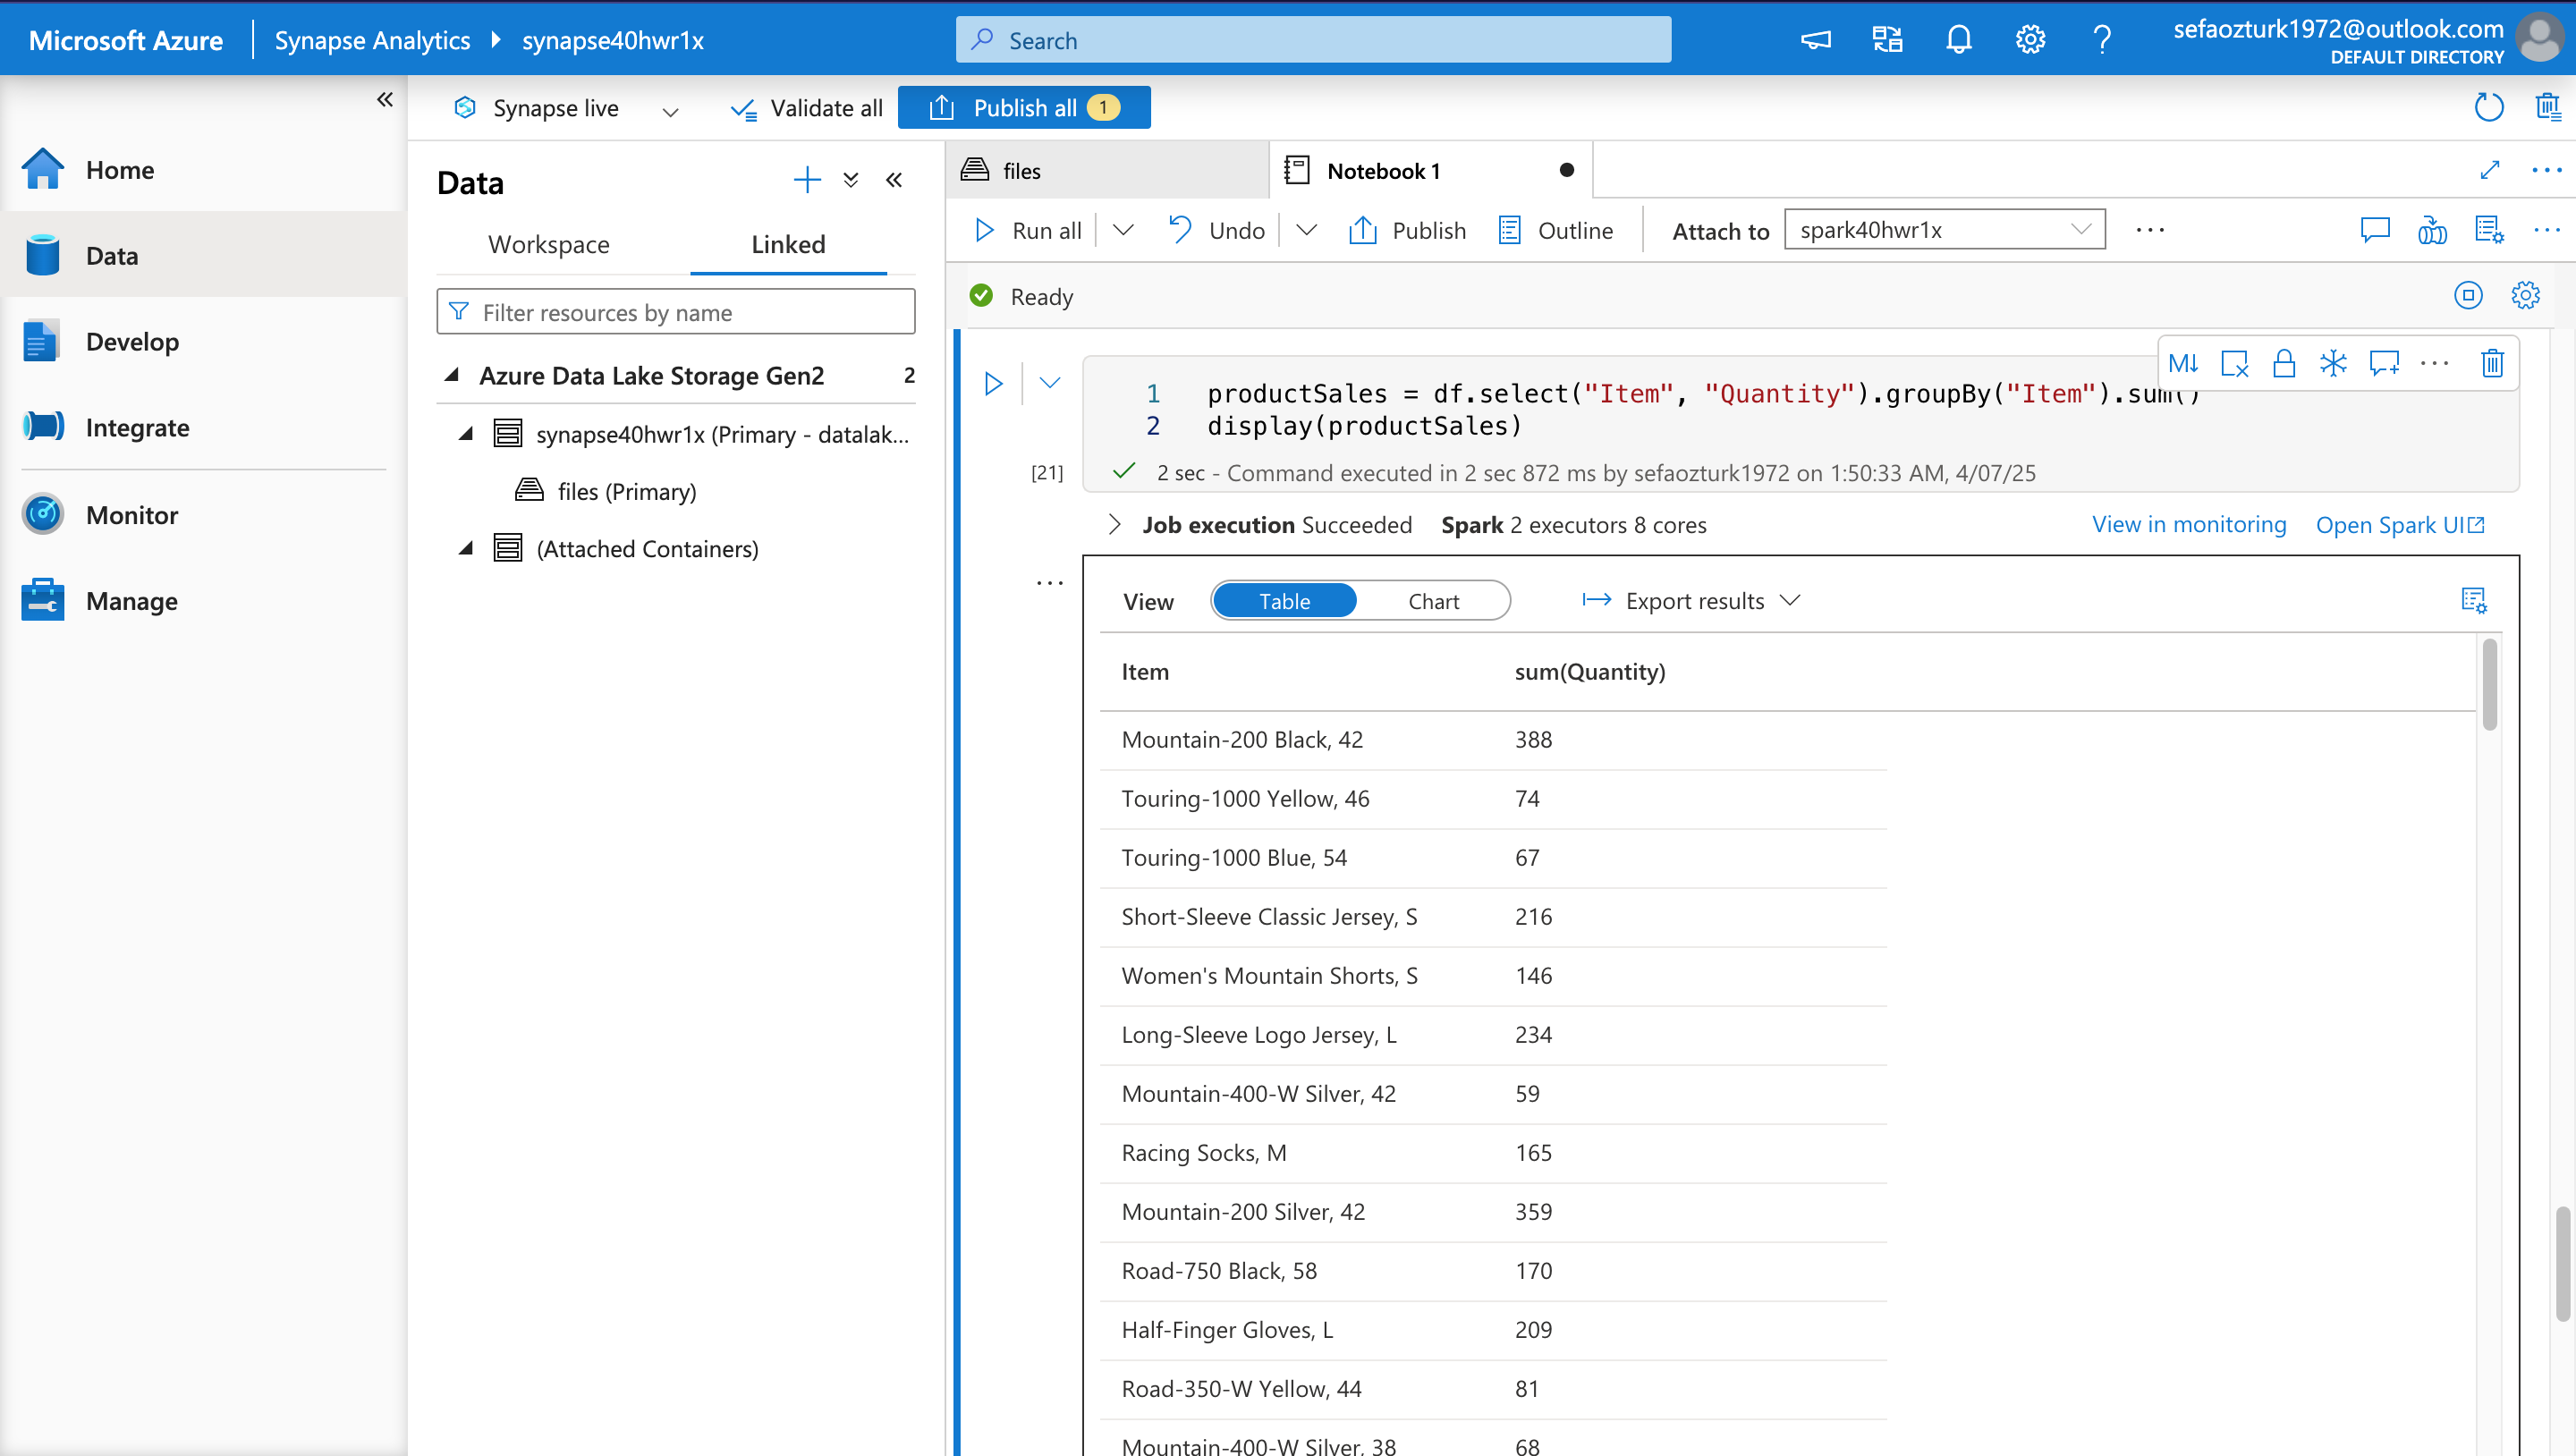 Microsoft Azure
Synapse Analytics
synapse40hwr1x
Search
sefaozturk1972@outlook.com
DEFAULT DIRECTORY
Synapse live
Validate all
Publish all 1
Home
Data
Develop
Integrate
Monitor
Manage
Data
Workspace
Linked
Filter resources by name
Azure Data Lake Storage Gen2 2
synapse40hwr1x (Primary - datalak...
files (Primary)
(Attached Containers)
files
Notebook 1
Run all
Undo
Publish
Outline
Attach to
spark40hwr1x
Ready
M
1 productSales = df.select("Item", "Quantity").groupBy("Item").sum()
2 display(productSales)
[21]
2 sec - Command executed in 2 sec 872 ms by sefaozturk1972 on 1:50:33 AM, 4/07/25
Job execution Succeeded Spark 2 executors 8 cores
View in monitoring
Open Spark UI
View
Table
Chart
Export results
Item sum(Quantity)
Mountain-200 Black, 42 388
Touring-1000 Yellow, 46 74
Touring-1000 Blue, 54 67
Short-Sleeve Classic Jersey, S 216
Women's Mountain Shorts, S 146
Long-Sleeve Logo Jersey, L 234
Mountain-400-W Silver, 42 59
Racing Socks, M 165
Mountain-200 Silver, 42 359
Road-750 Black, 58 170
Half-Finger Gloves, L 209
Road-350-W Yellow, 44 81
Mountain-400-W Silver, 38 68